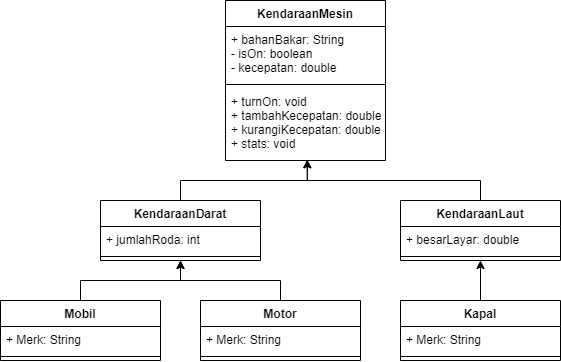 KendaraanMesin
+ bahanBakar: String
- isOn: boolean
- kecepatan: double
+ turnOn: void
+ tambahKecepatan: double
+ kurangiKecepatan: double
+ stats: void
KendaraanDarat
+ jumlahRoda: int
KendaraanLaut
+ besarLayar: double
Mobil
+ Merk: String
Motor
+ Merk: String
Kapal
+ Merk: String